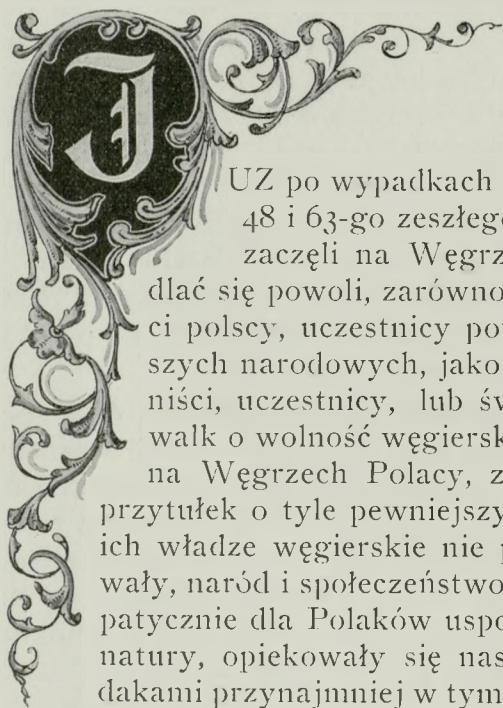 JUZ po wypadkach
48 i 63-go zeszłego
zaczęli na Węgrz
dlać się powoli, zarówno
ci polscy, uczestnicy po
szych narodowych, jako
niści, uczestnicy, lub św
walk o wolność węgiersk
na Węgrzech Polacy, z
przytułek o tyle pewniejszy
ich władze węgierskie nie p
wały, naród i społeczeństwo
patycznie dla Polaków uspo
natury, opiekowały się nas
dakami przynajmniej w tym